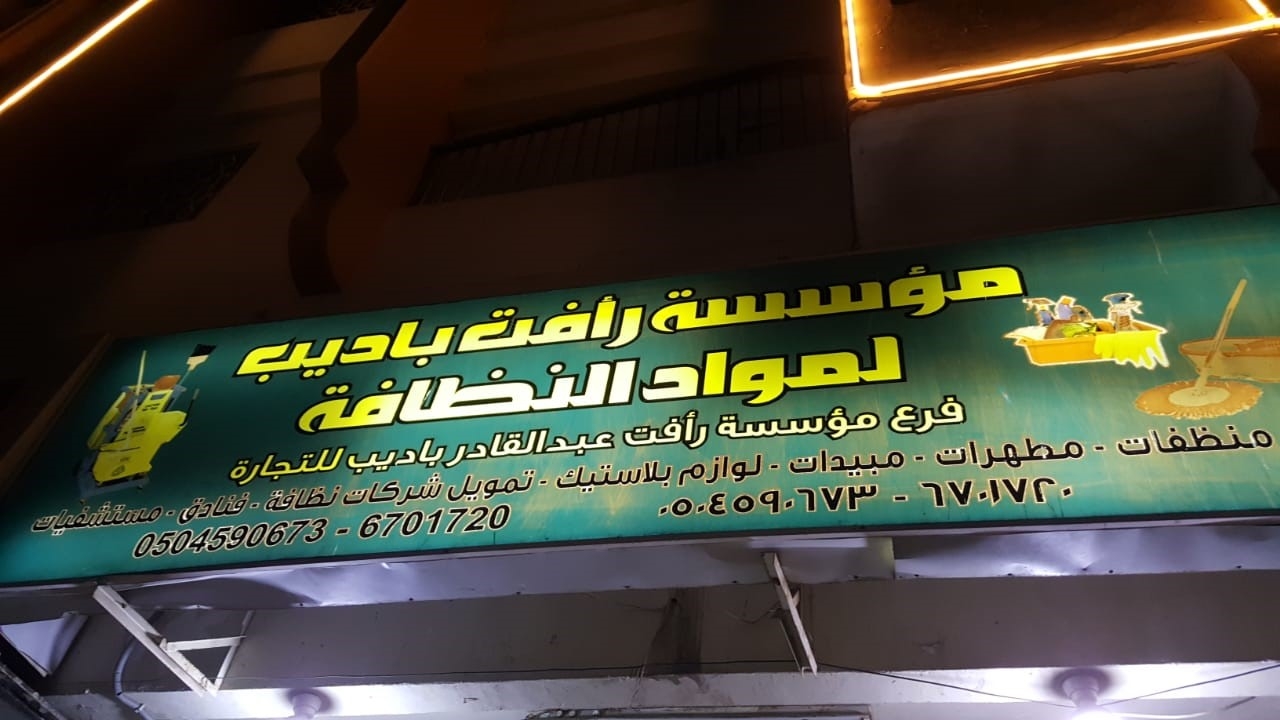 مؤسسة رأفت باديب
لمواد النظافة
فرع مؤسسة رأفت عبدالقادر باديب للتجارة
منظفات - مطهرات - مبيدات - لوازم بلاستيك - تمويل شركات نظافة - فنادق - مستشفيات
٠٥٠٤٥٩٠٦٧٣ - ٦٧٠١٧٢٠
0504590673 - 6701720